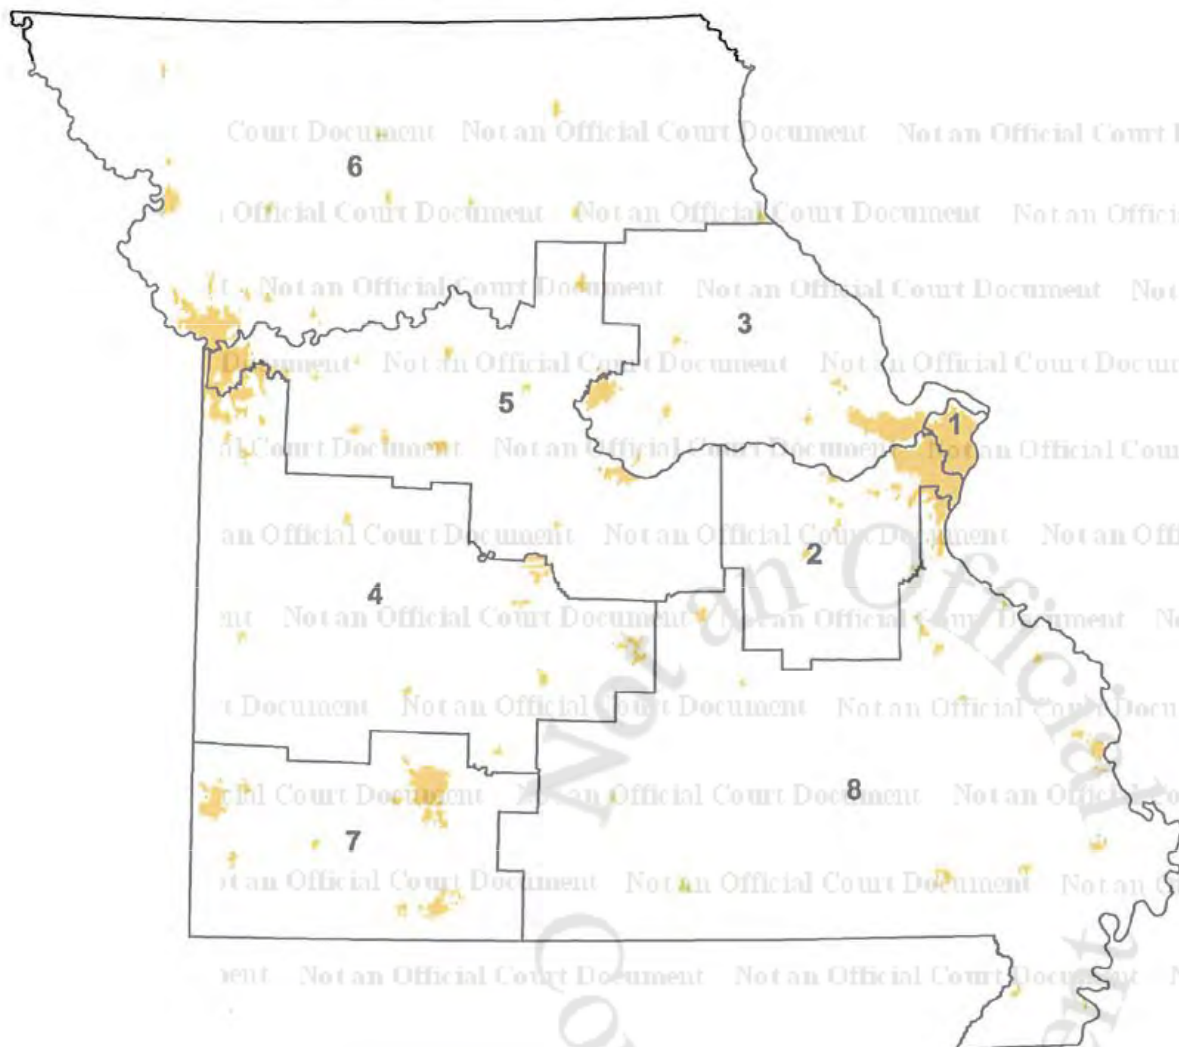 Court Document Not an Official Court Document Not an Official Court
6
Official Court Document Not an Official Court Document Not an
Not an Official Court Document Not an Official Court Document
3
Document Not an Official Court Document Not an Official Court
5
1
Court Document Not an Official Court Document Not an Official
an Official Court Document Not an Official Court Document Not an
2
4
Not an Official Court Document Not an Official Court Document
Document Not an Official Court Document Not an Official Court
8
Court Document Not an Official Court Document Not an Official
7
an Official Court Document Not an Official Court Document Not an
Not an Official Court Document Not an Official Court Document
Not an Official